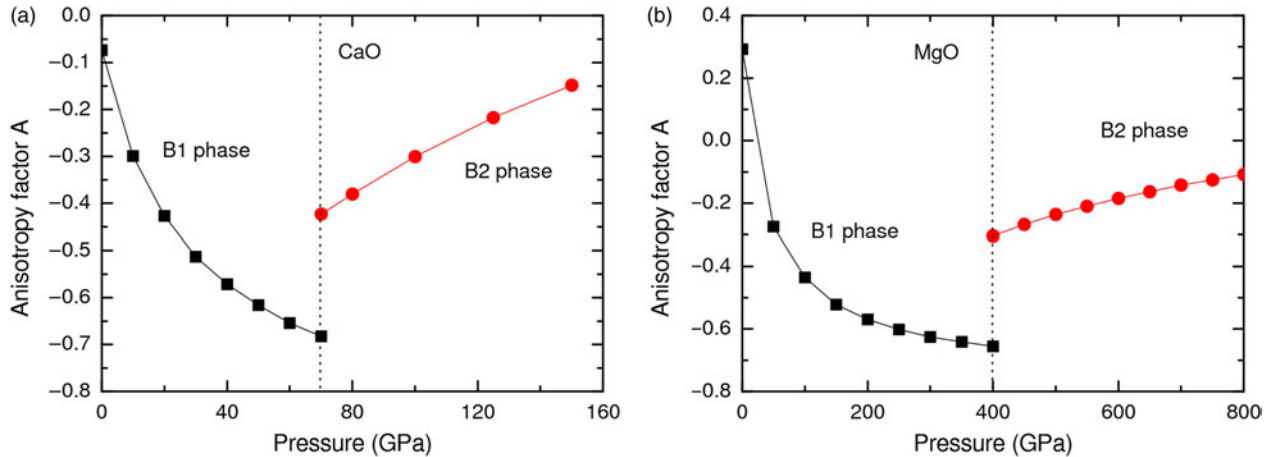 (a)
0.0
−0.1
−0.2
−0.3
−0.4
−0.5
−0.6
−0.7
−0.8
Anisotropy factor A
CaO
B1 phase
B2 phase
0
40
80
120
160
Pressure (GPa)
(b)
0.4
0.2
0.0
−0.2
−0.4
−0.6
−0.8
Anisotropy factor A
MgO
B2 phase
B1 phase
0
200
400
600
800
Pressure (GPa)